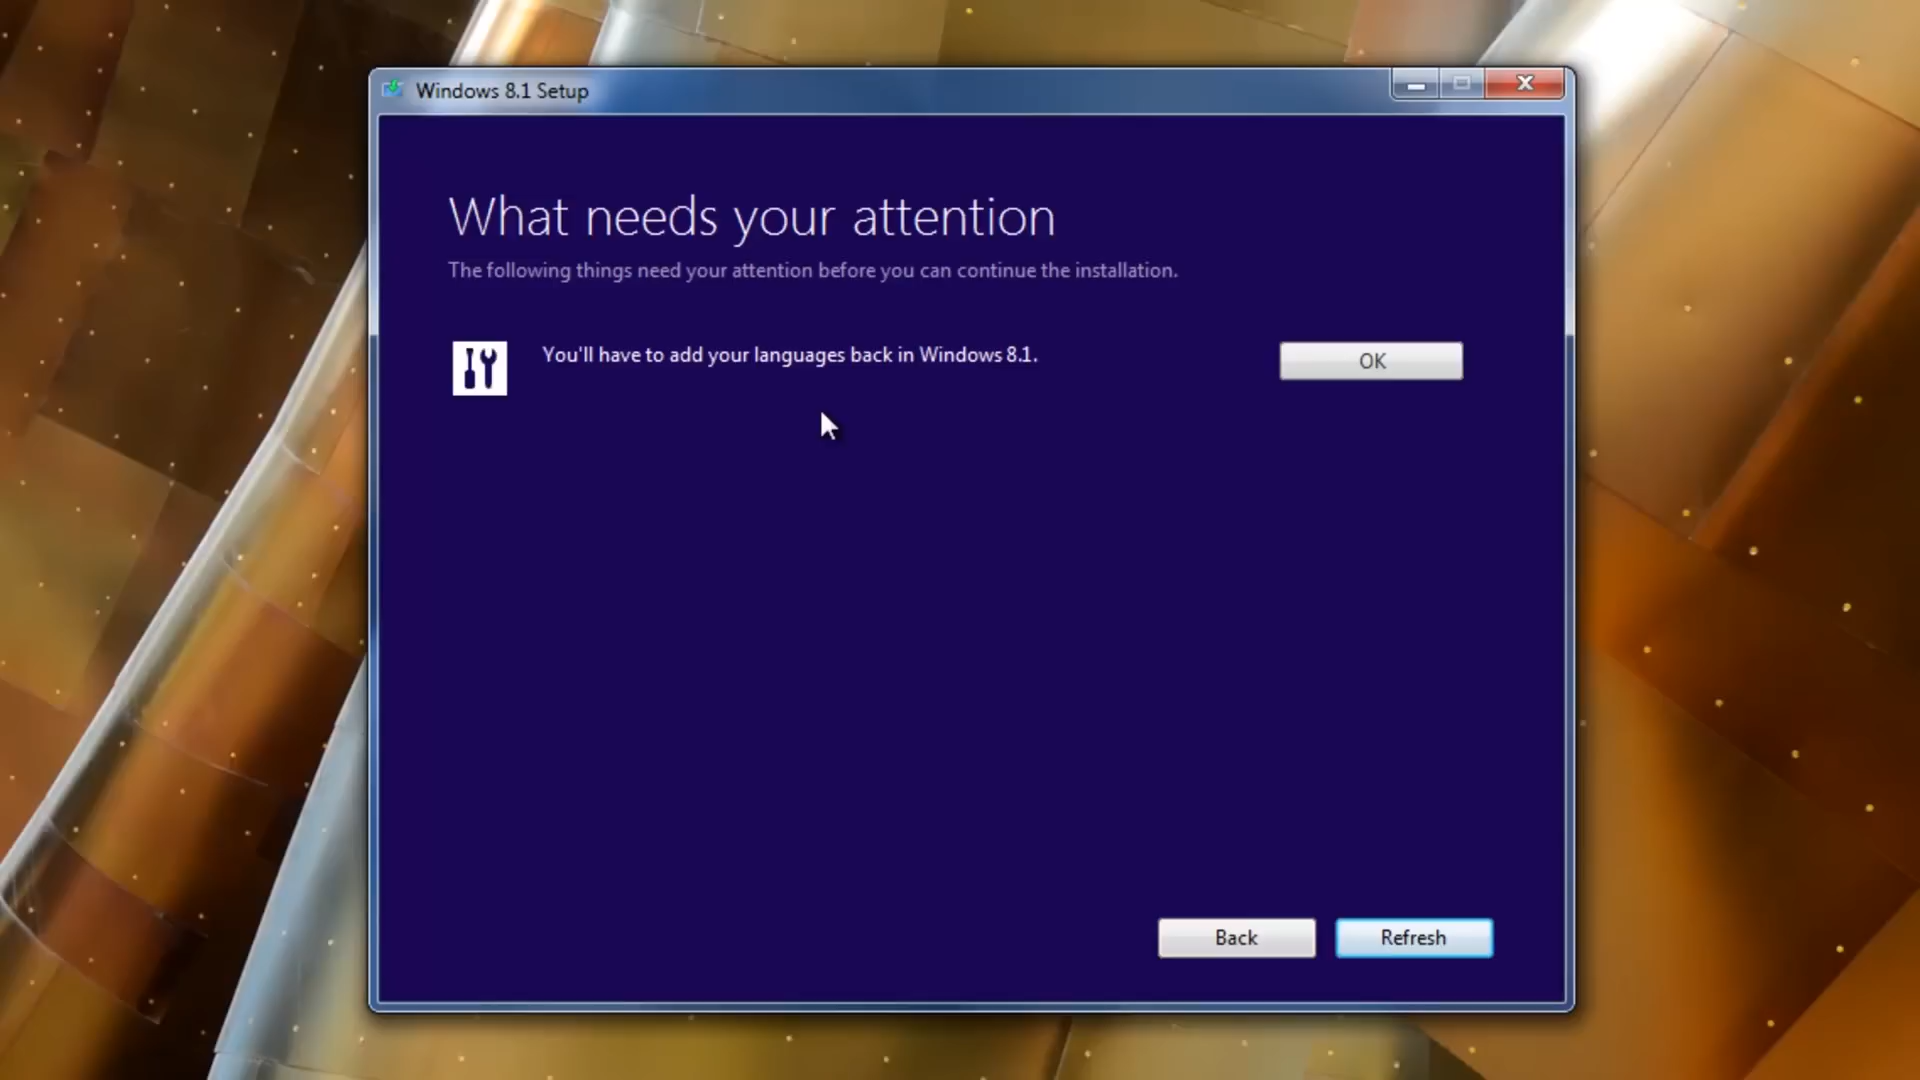 Windows 8.1 Setup
What needs your attention
The following things need your attention before you can continue the installation.
You'll have to add your languages back in Windows 8.1.
OK
Back
Refresh